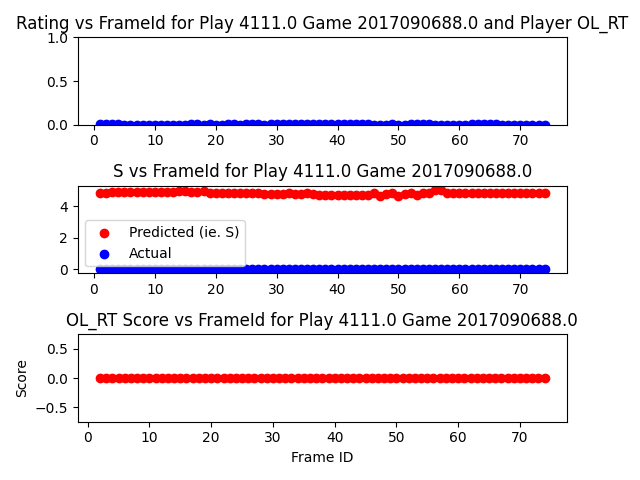 Rating vs FrameId for Play 4111.0 Game 2017090688.0 and Player OL_RT
1.0
0.5
0.0
0 10 20 30 40 50 60 70
S vs FrameId for Play 4111.0 Game 2017090688.0
4
2
0
Predicted (ie. S)
Actual
0 10 20 30 40 50 60 70
OL_RT Score vs FrameId for Play 4111.0 Game 2017090688.0
Score
0.5
0.0
−0.5
0 10 20 30 40 50 60 70
Frame ID